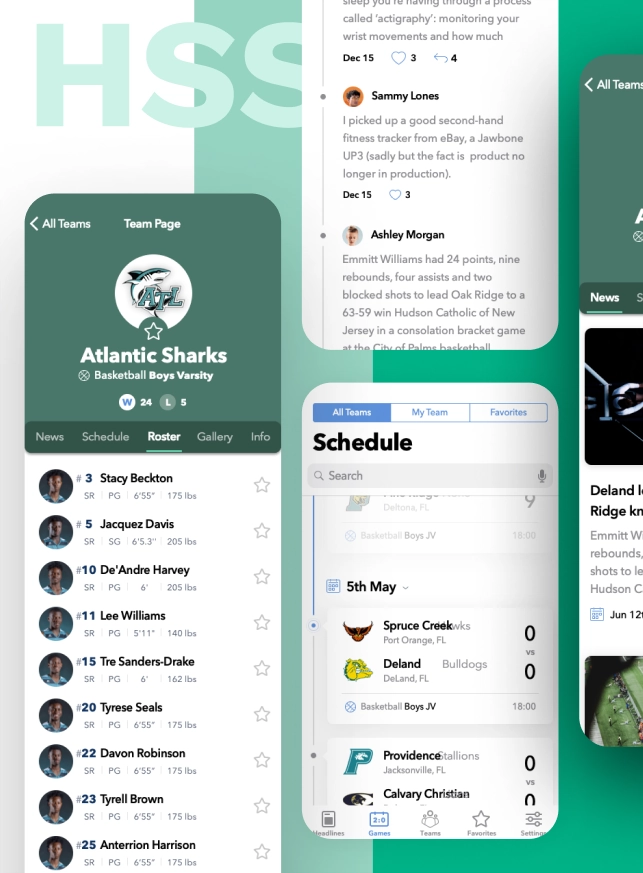 HSS
All Teams
Team Page
ATL
Atlantic Sharks
Basketball Boys Varsity
W 24 L 5
News Schedule Roster Gallery Info
# 3 Stacy Beckton
SR PG 6'55" 175 lbs
# 5 Jacquez Davis
SR SG 6'5.3" 205 lbs
#10 De'Andre Harvey
SR PG 6' 205 lbs
#11 Lee Williams
SR PG 5'11" 140 lbs
#15 Tre Sanders-Drake
SR PG 6' 162 lbs
#20 Tyrese Seals
SR PG 6'55" 175 lbs
#22 Davon Robinson
SR PG 6'55" 175 lbs
#23 Tyrell Brown
SR PG 6'55" 175 lbs
#25 Anterrion Harrison
SR PG 6'55" 175 lbs
sleep you're having through a process
called 'actigraphy': monitoring your
wrist movements and how much
Dec 15 3 4
Sammy Lones
I picked up a good second-hand
fitness tracker from eBay, a Jawbone
UP3 (sadly but the fact is product no
longer in production).
Dec 15 3
Ashley Morgan
Emmitt Williams had 24 points, nine
rebounds, four assists and two
blocked shots to lead Oak Ridge to a
63-59 win Hudson Catholic of New
Jersey in a consolation bracket game
at the City of Palms basketball
All Teams My Team Favorites
Schedule
Search
Deltona, FL
9
Basketball Boys JV 18:00
5th May
Spruce Creek
Port Orange, FL
0
vs
Deland Bulldogs
DeLand, FL
0
Basketball Boys JV 18:00
Providence Stallions
Jacksonville, FL
0
vs
Calvary Christian
0
Headlines Games Teams Favorites Settings
2:0
All Teams
News S
Deland l
Ridge kn
Emmitt Wi
rebounds,
shots to le
Hudson C
Jun 12t